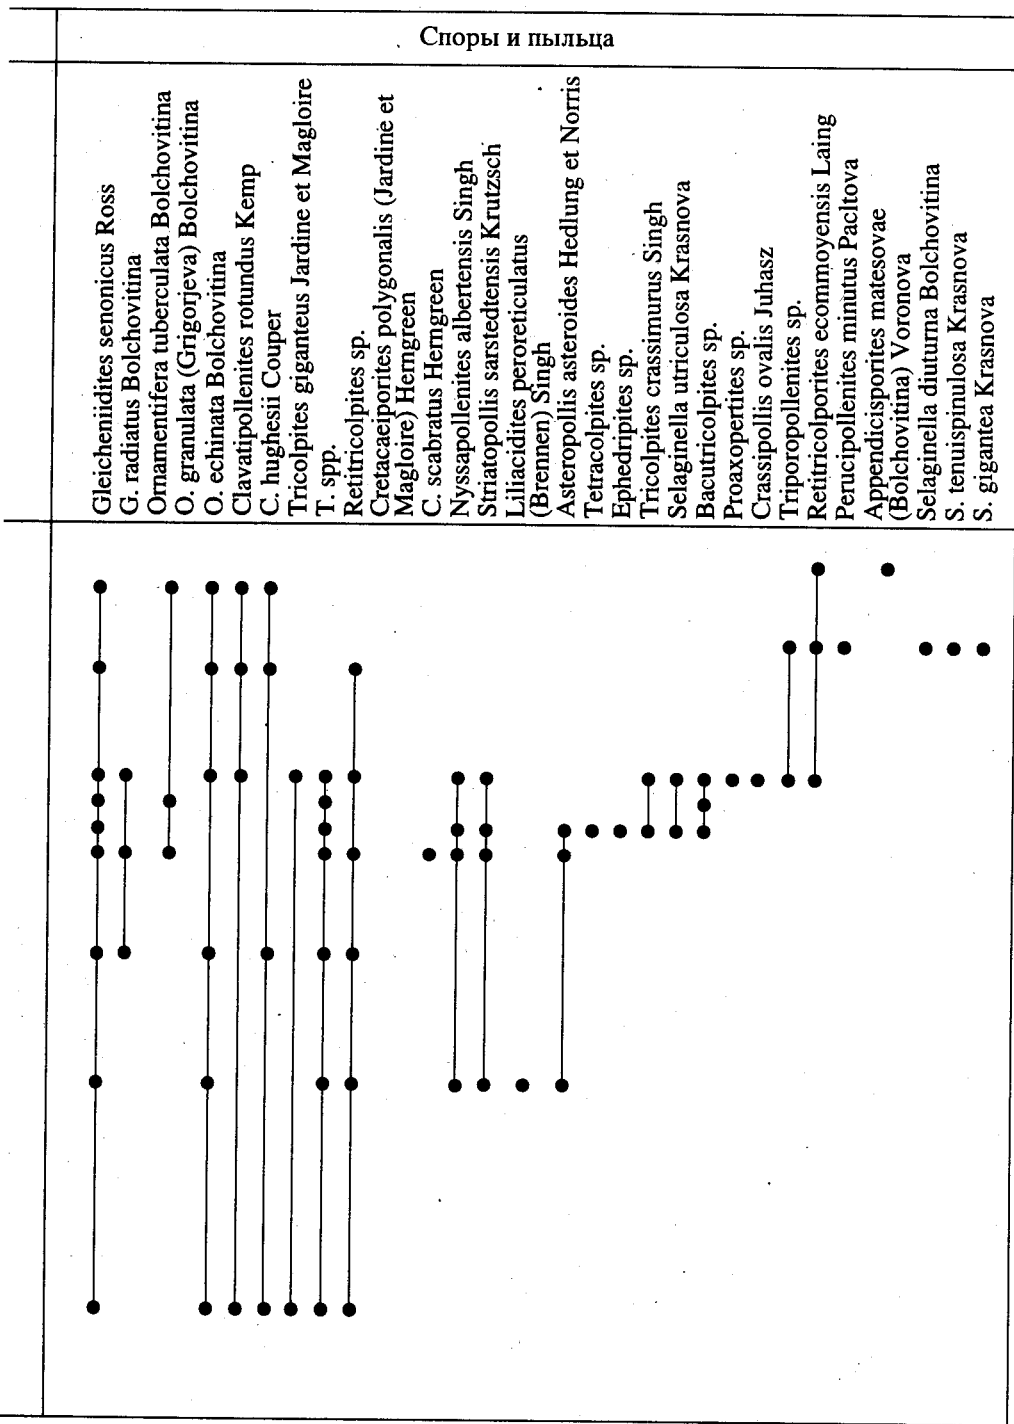 Споры и пыльца
Gleicheniidites senonicus Ross
G. radiatus Bolchovitina
Ornamentifera tuberculata Bolchovitina
O. granulata (Grigorjeva) Bolchovitina
O. echinata Bolchovitina
Clavatipollenites rotundus Kemp
C. hughesii Couper
Tricolpites giganteus Jardine et Magloire
T. spp.
Retitricolpites sp.
Cretacaeiporites polygonalis (Jardine et
Magloire) Herngreen
C. scabratus Herngreen
Nyssapollenites albertensis Singh
Striatopollis sarstedtensis Krutzsch
Liliacidites peroreticulatus
(Brennen) Singh
Asteropollis asteroides Hedlung et Norris
Tetracolpites sp.
Ephedripites sp.
Tricolpites crassimurus Singh
Selaginella utriculosa Krasnova
Bacutricolpites sp.
Proaxopertites sp.
Crassipollis ovalis Juhasz
Triporopollenites sp.
Retitricolporites ecommoyensis Laing
Perucipollenites minutus Pacltova
Appendicisporites matesovae
(Bolchovitina) Voronova
Selaginella diuturna Bolchovitina
S. tenuispinulosa Krasnova
S. gigantea Krasnova